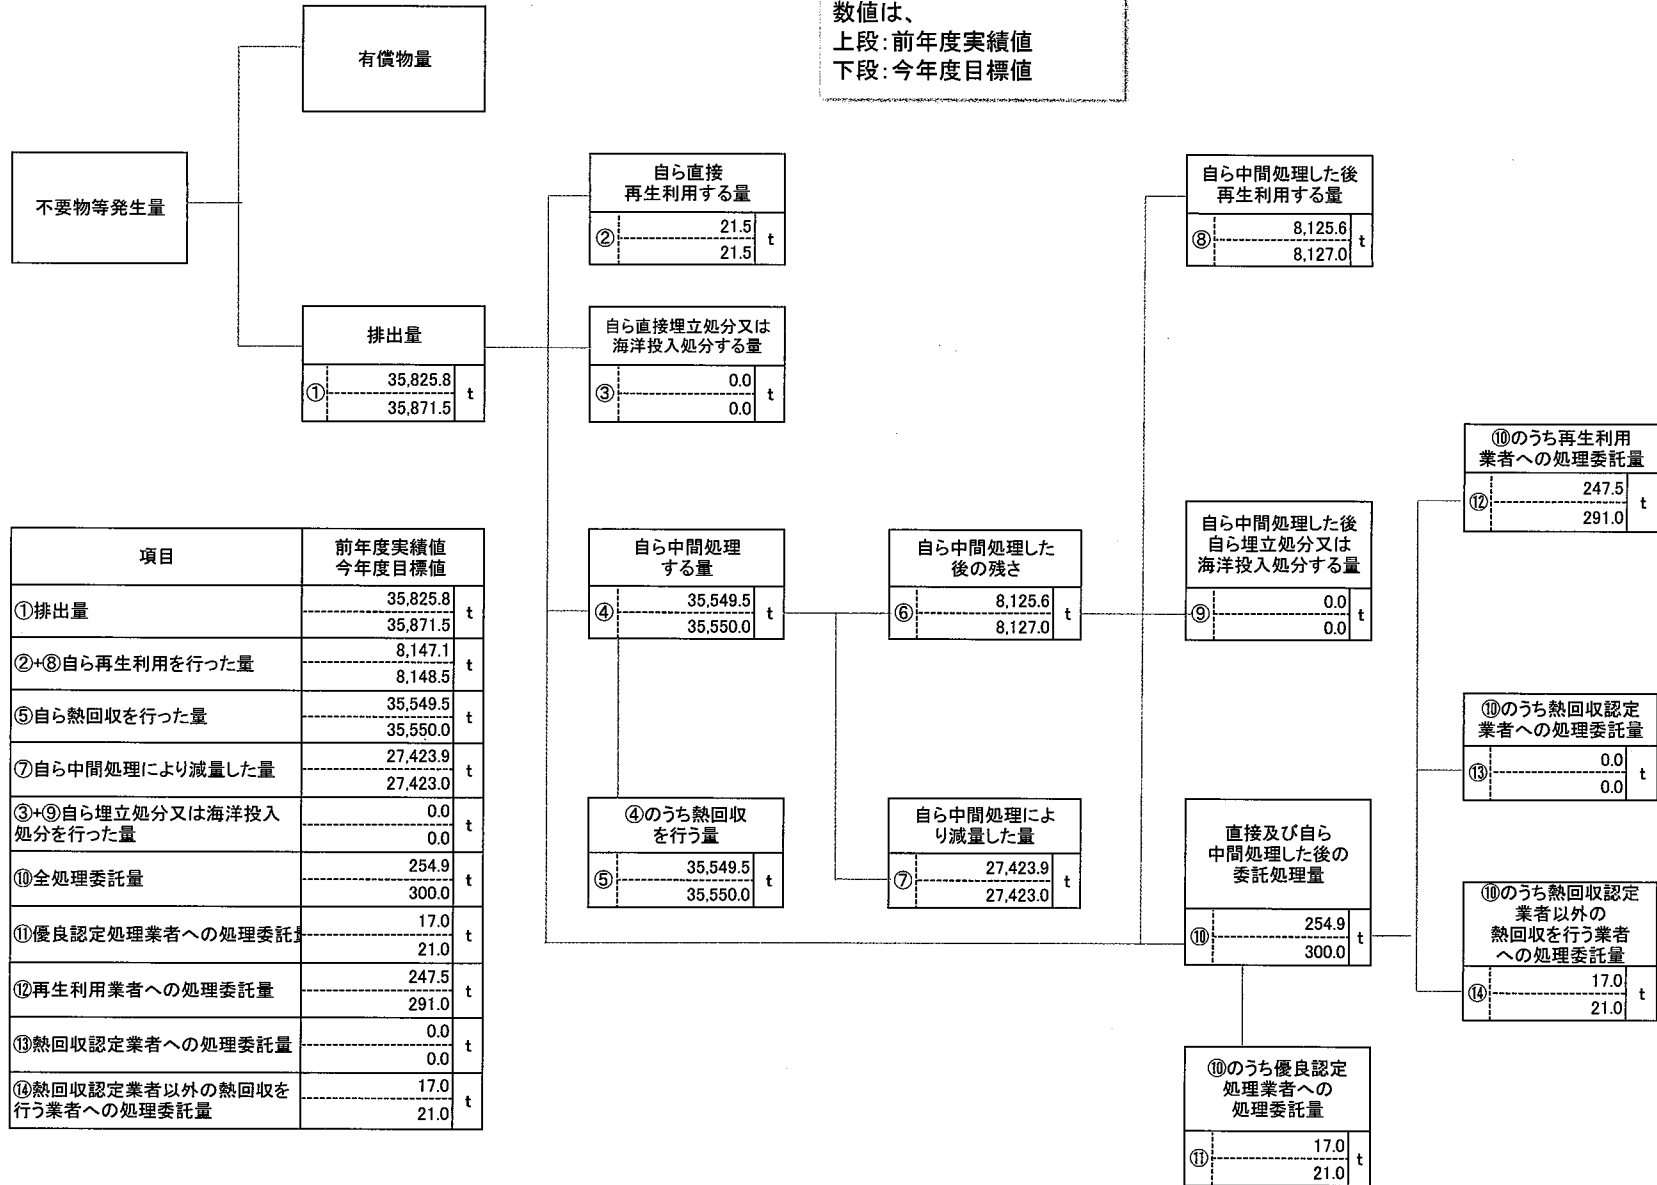 数値は、
上段：前年度実績値
下段：今年度目標値
有償物量
不要物等発生量
排出量
① 35,825.8 t
35,871.5
自ら直接
再生利用する量
② 21.5 t
21.5
自ら直接埋立処分又は
海洋投入処分する量
③ 0.0 t
0.0
自ら中間処理
する量
④ 35,549.5 t
35,550.0
④のうち熱回収
を行う量
⑤ 35,549.5 t
35,550.0
自ら中間処理した
後の残さ
⑥ 8,125.6 t
8,127.0
自ら中間処理によ
り減量した量
⑦ 27,423.9 t
27,423.0
自ら中間処理した後
再生利用する量
⑧ 8,125.6 t
8,127.0
自ら中間処理した後
自ら埋立処分又は
海洋投入処分する量
⑨ 0.0 t
0.0
直接及び自ら
中間処理した後の
委託処理量
⑩ 254.9 t
300.0
⑩のうち優良認定
処理業者への
処理委託量
⑪ 17.0 t
21.0
⑩のうち再生利用
業者への処理委託量
⑫ 247.5 t
291.0
⑩のうち熱回収認定
業者への処理委託量
⑬ 0.0 t
0.0
⑩のうち熱回収認定
業者以外の
熱回収を行う業者
への処理委託量
⑭ 17.0 t
21.0
項目 前年度実績値
今年度目標値
①排出量 35,825.8 t
35,871.5
②+⑧自ら再生利用を行った量 8,147.1 t
8,148.5
⑤自ら熱回収を行った量 35,549.5 t
35,550.0
⑦自ら中間処理により減量した量 27,423.9 t
27,423.0
③+⑨自ら埋立処分又は海洋投入 0.0 t
処分を行った量 0.0
⑩全処理委託量 254.9 t
300.0
⑪優良認定処理業者への処理委託 17.0 t
21.0
⑫再生利用業者への処理委託量 247.5 t
291.0
⑬熱回収認定業者への処理委託量 0.0 t
0.0
⑭熱回収認定業者以外の熱回収を 17.0 t
行う業者への処理委託量 21.0